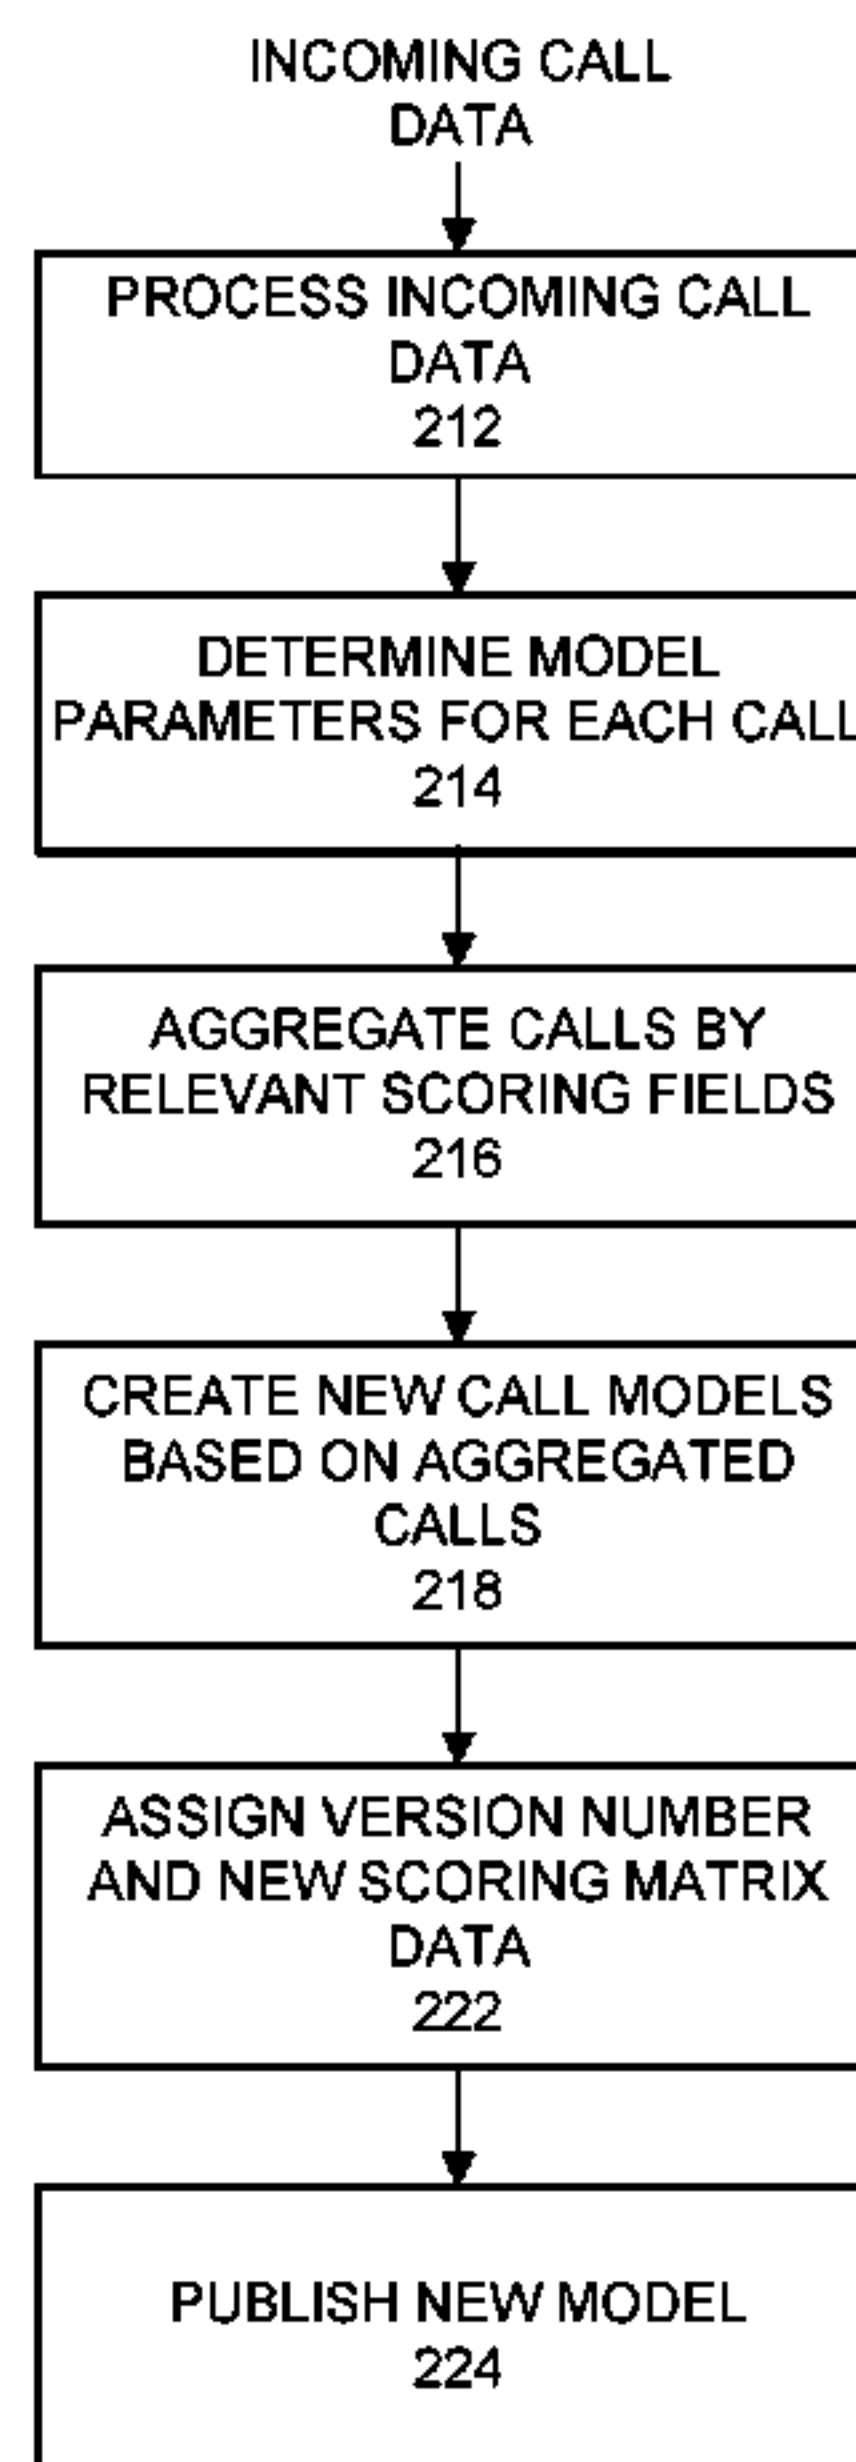 INCOMING CALL
DATA
PROCESS INCOMING CALL
DATA
212
DETERMINE MODEL
PARAMETERS FOR EACH CALL
214
AGGREGATE CALLS BY
RELEVANT SCORING FIELDS
216
CREATE NEW CALL MODELS
BASED ON AGGREGATED
CALLS
218
ASSIGN VERSION NUMBER
AND NEW SCORING MATRIX
DATA
222
PUBLISH NEW MODEL
224